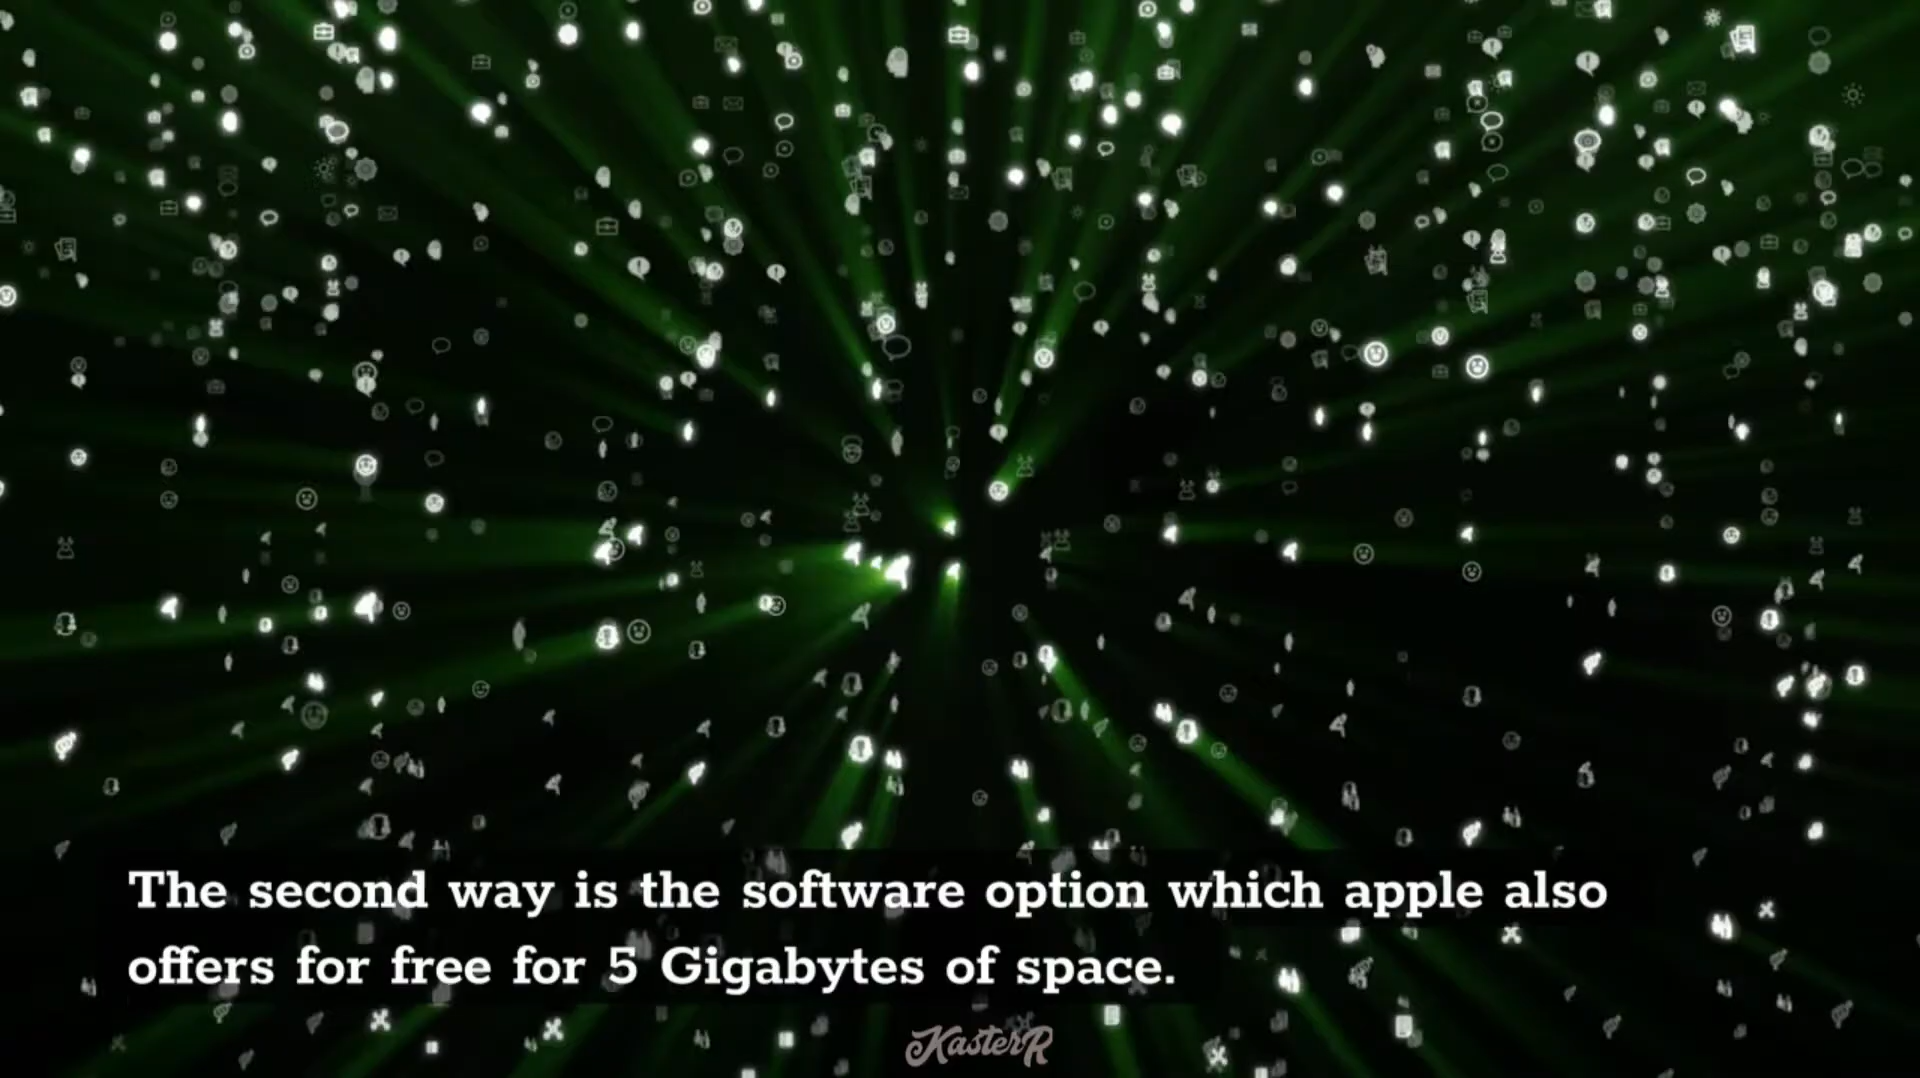 The second way is the software option which apple also
offers for free for 5 Gigabytes of space.
KasterR